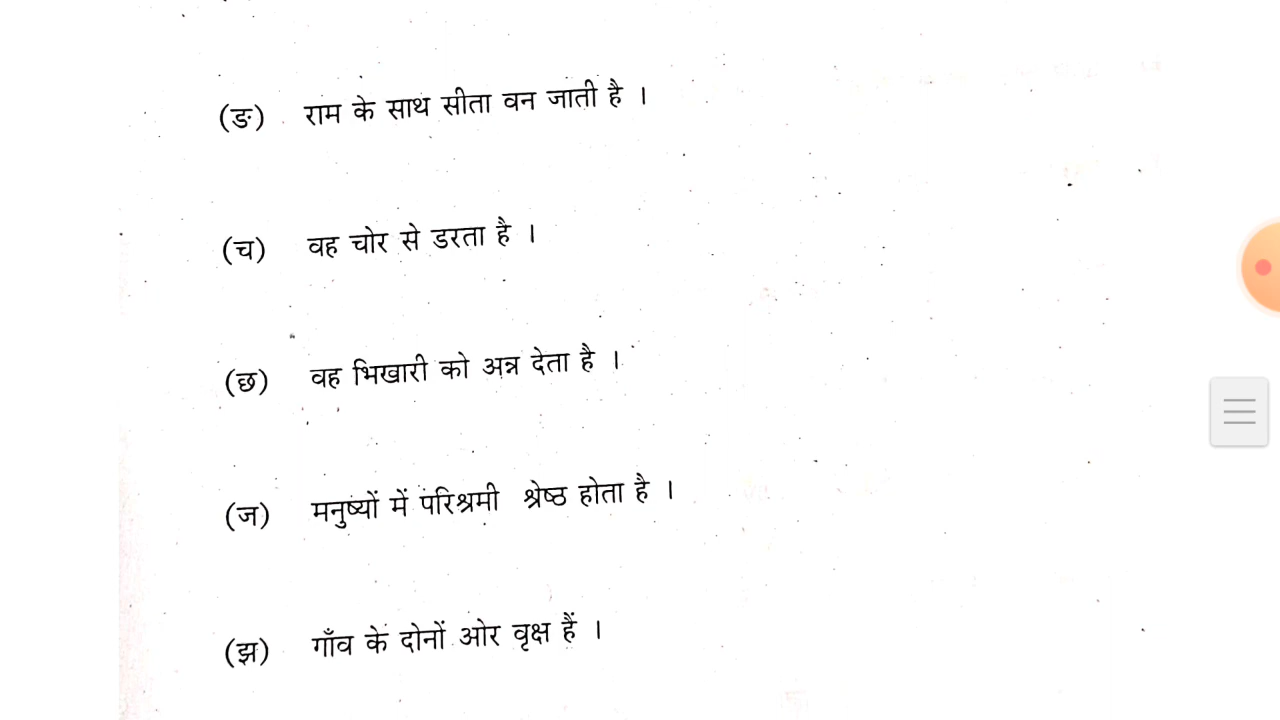 (ङ) राम के साथ सीता वन जाती है ।
(च) वह चोर से डरता है ।
(छ) वह भिखारी को अन्न देता है ।
(ज) मनुष्यों में परिश्रमी श्रेष्ठ होता है ।
(झ) गाँव के दोनों ओर वृक्ष हैं ।